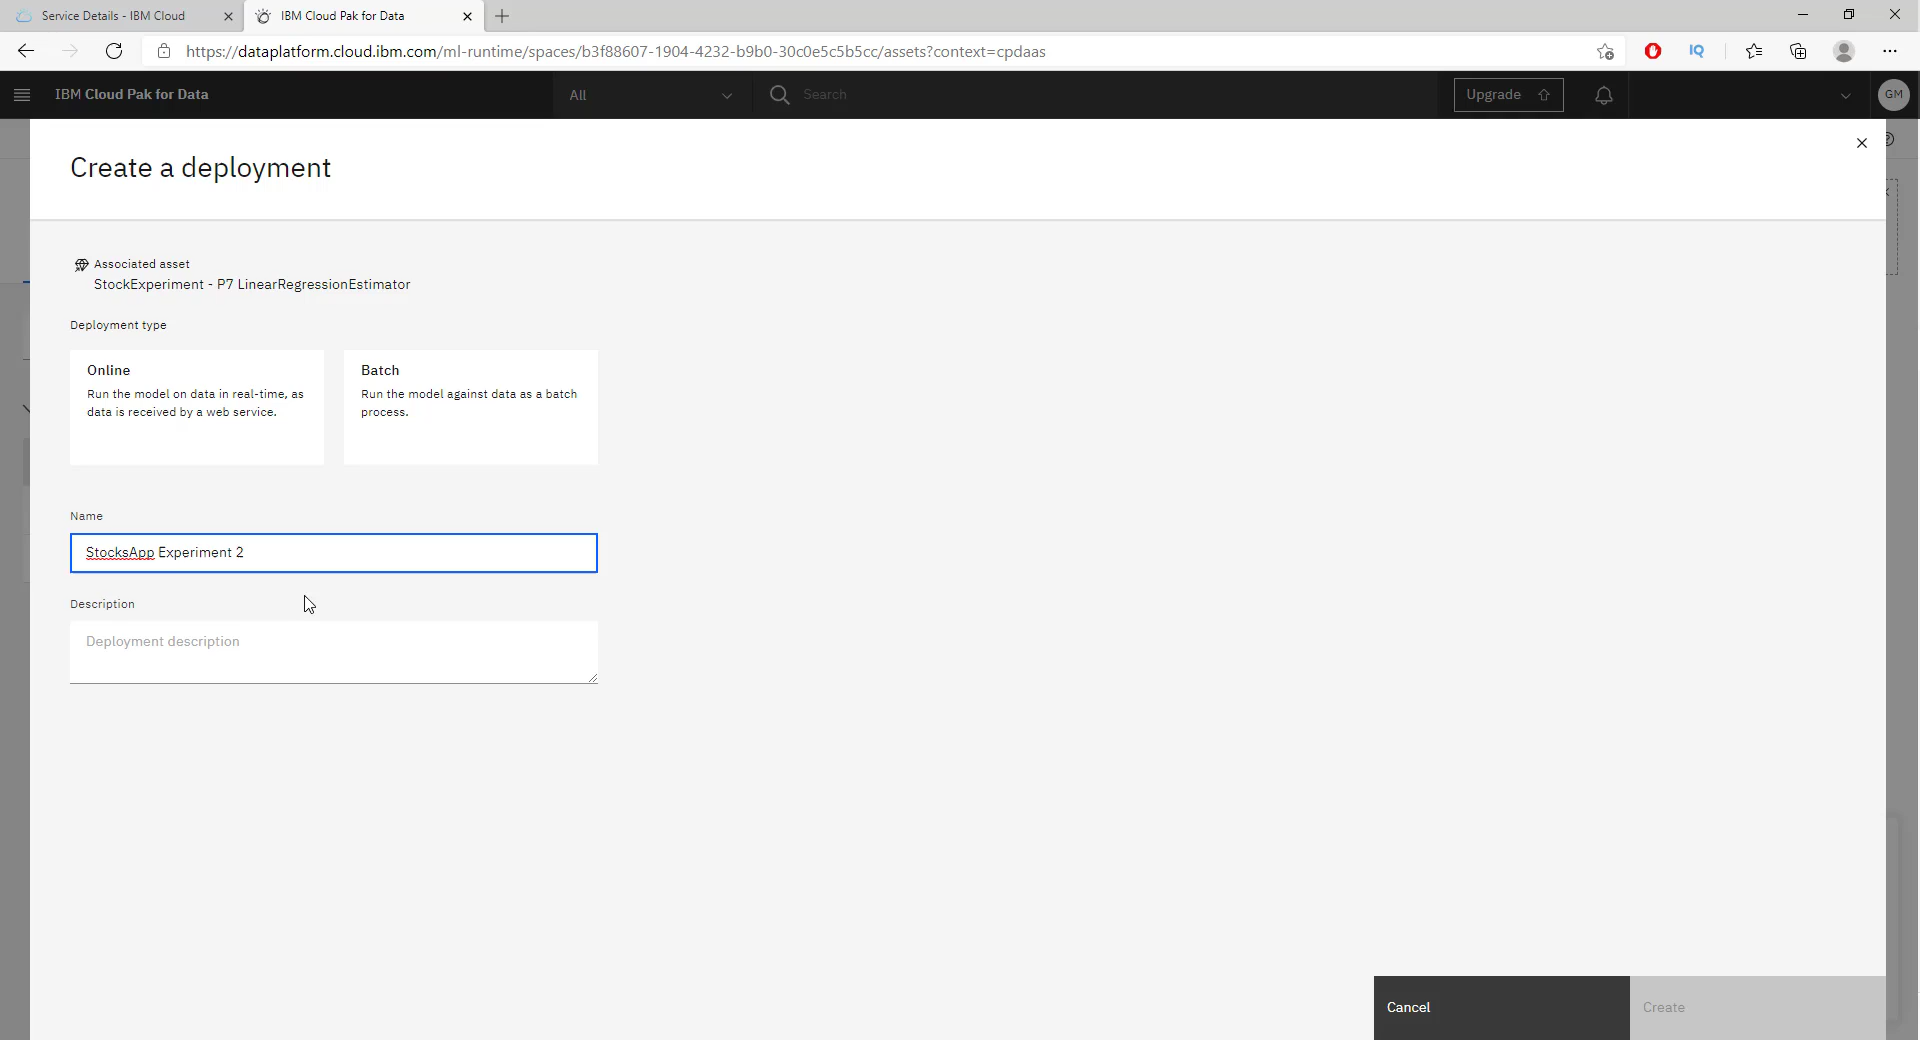 Service Details - IBM Cloud
IBM Cloud Pak for Data
https://dataplatform.cloud.ibm.com/ml-runtime/spaces/b3f88607-1904-4232-b9b0-30c0e5c5b5cc/assets?context=cpdaas
IQ
IBM Cloud Pak for Data
All
Search
Upgrade
GM
Create a deployment
Associated asset
StockExperiment - P7 LinearRegressionEstimator
Deployment type
Online
Run the model on data in real-time, as
data is received by a web service.
Batch
Run the model against data as a batch
process.
Name
StocksApp Experiment 2
Description
Deployment description
Cancel
Create